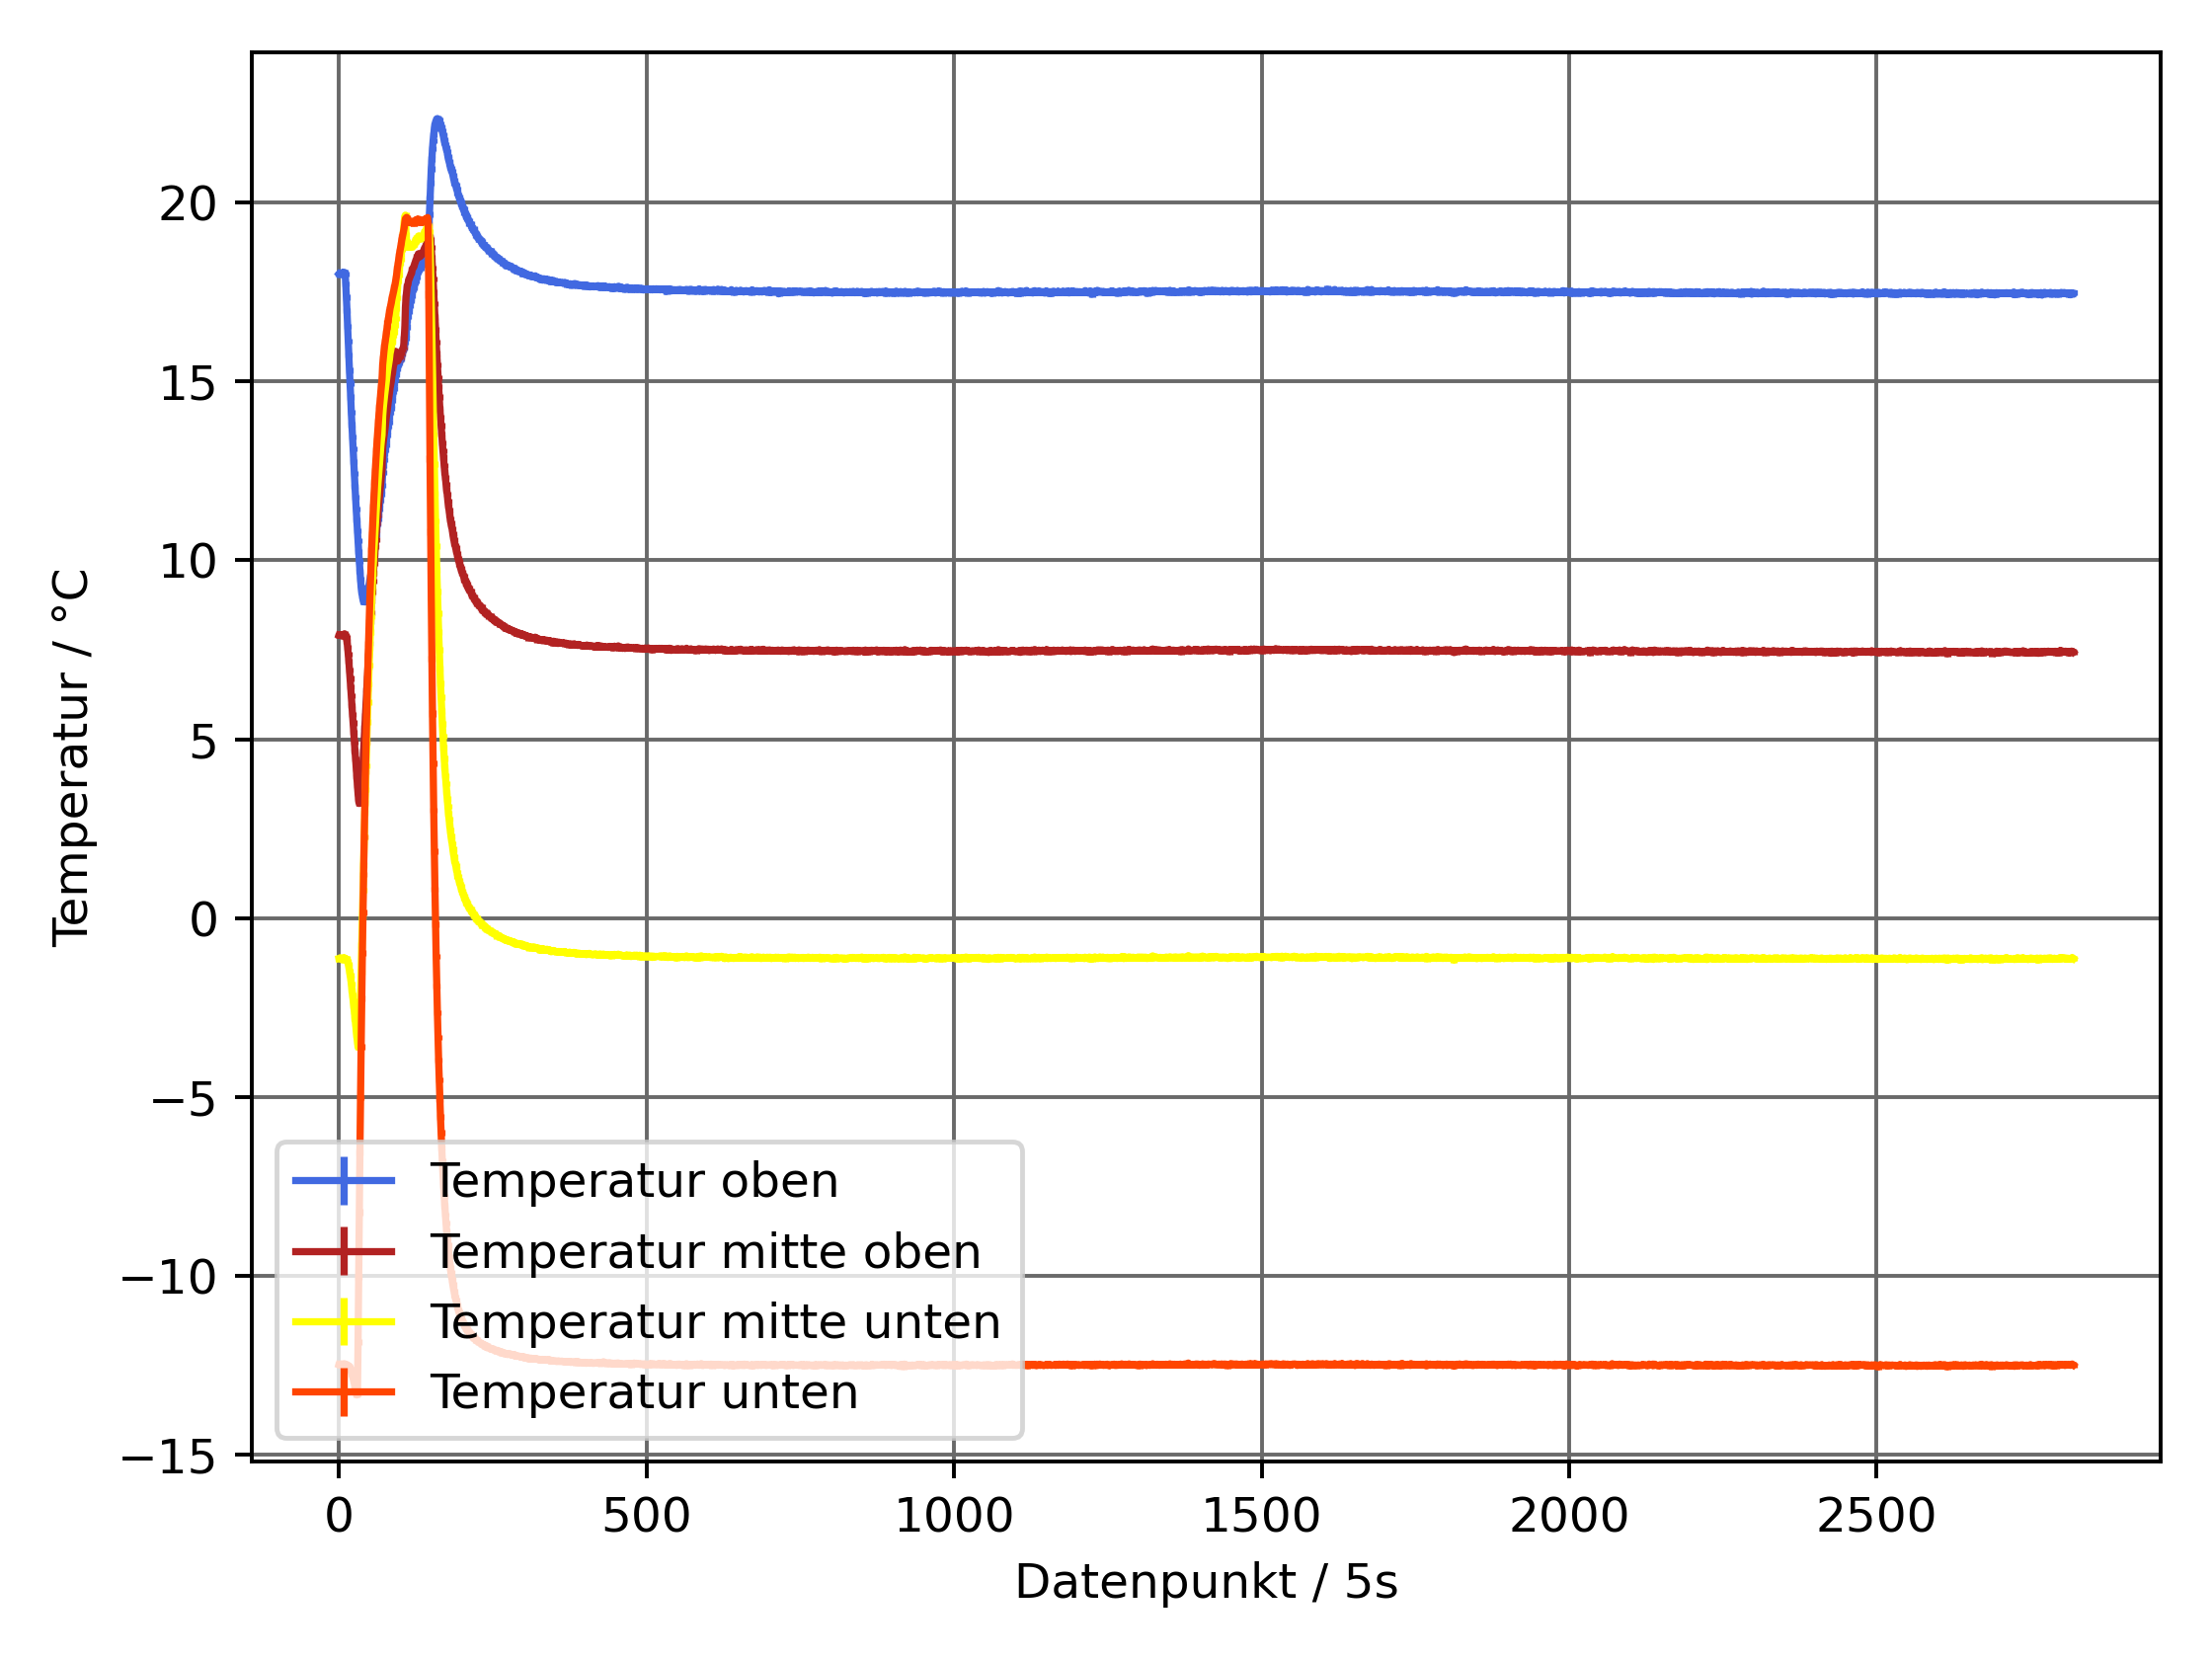 Temperatur / °C
20
15
10
5
0
−5
−10
−15
Temperatur oben
Temperatur mitte oben
Temperatur mitte unten
Temperatur unten
0 500 1000 1500 2000 2500
Datenpunkt / 5s